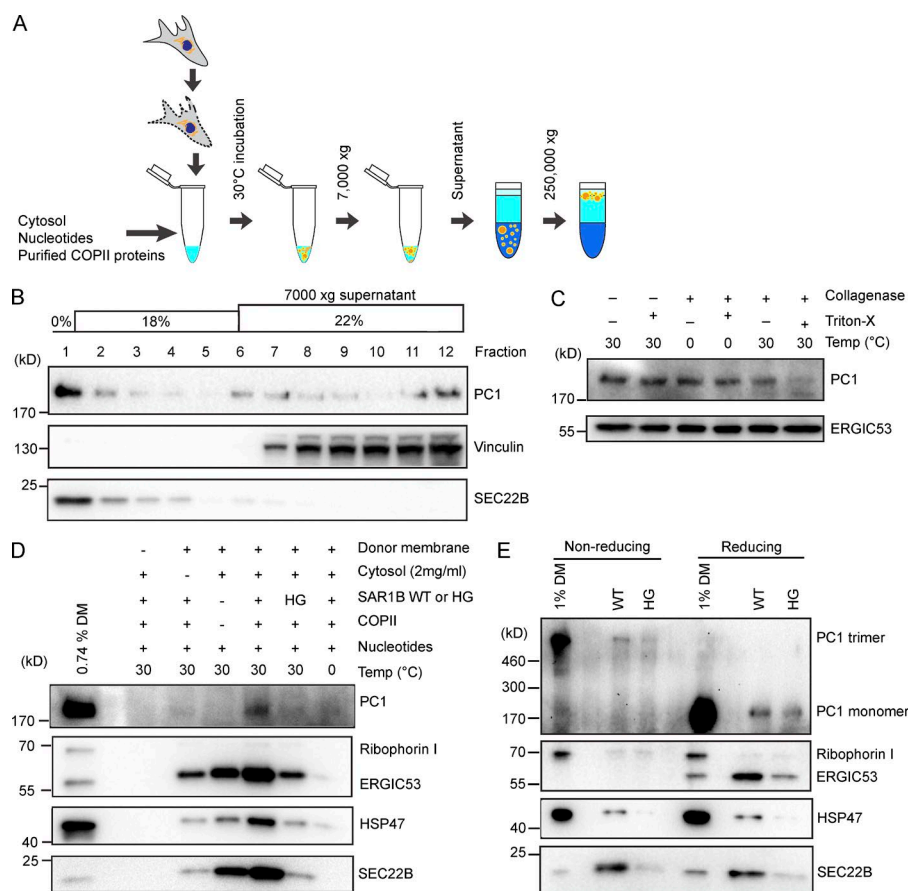 A
30°C incubation
7,000 xg
Supernatant
250,000 xg
Cytosol
Nucleotides
Purified COPII proteins
B
7000 xg supernatant
0% 18% 22%
(kD) 1 2 3 4 5 6 7 8 9 10 11 12 Fraction
PC1
170
130 Vinculin
25
SEC22B
C
- - + + + + Collagenase
- + - + - + Triton-X
30 30 0 0 30 30 Temp (°C)
(kD)
PC1
170
55 ERGIC53
D
- + + + + + Donor membrane
+ - + + + + Cytosol (2mg/ml)
+ + - + HG + SAR1B WT or HG
+ + - + + + COPII
+ + + + + + Nucleotides
30 30 30 30 30 0 Temp (°C)
0.74 % DM
(kD)
PC1
170
70
Ribophorin I
ERGIC53
55
HSP47
40
25
SEC22B
E
Non-reducing Reducing
1% DM WT HG 1% DM WT HG
(kD)
PC1 trimer
460
300
170 PC1 monomer
70 Ribophorin I
55 ERGIC53
HSP47
40
25
SEC22B